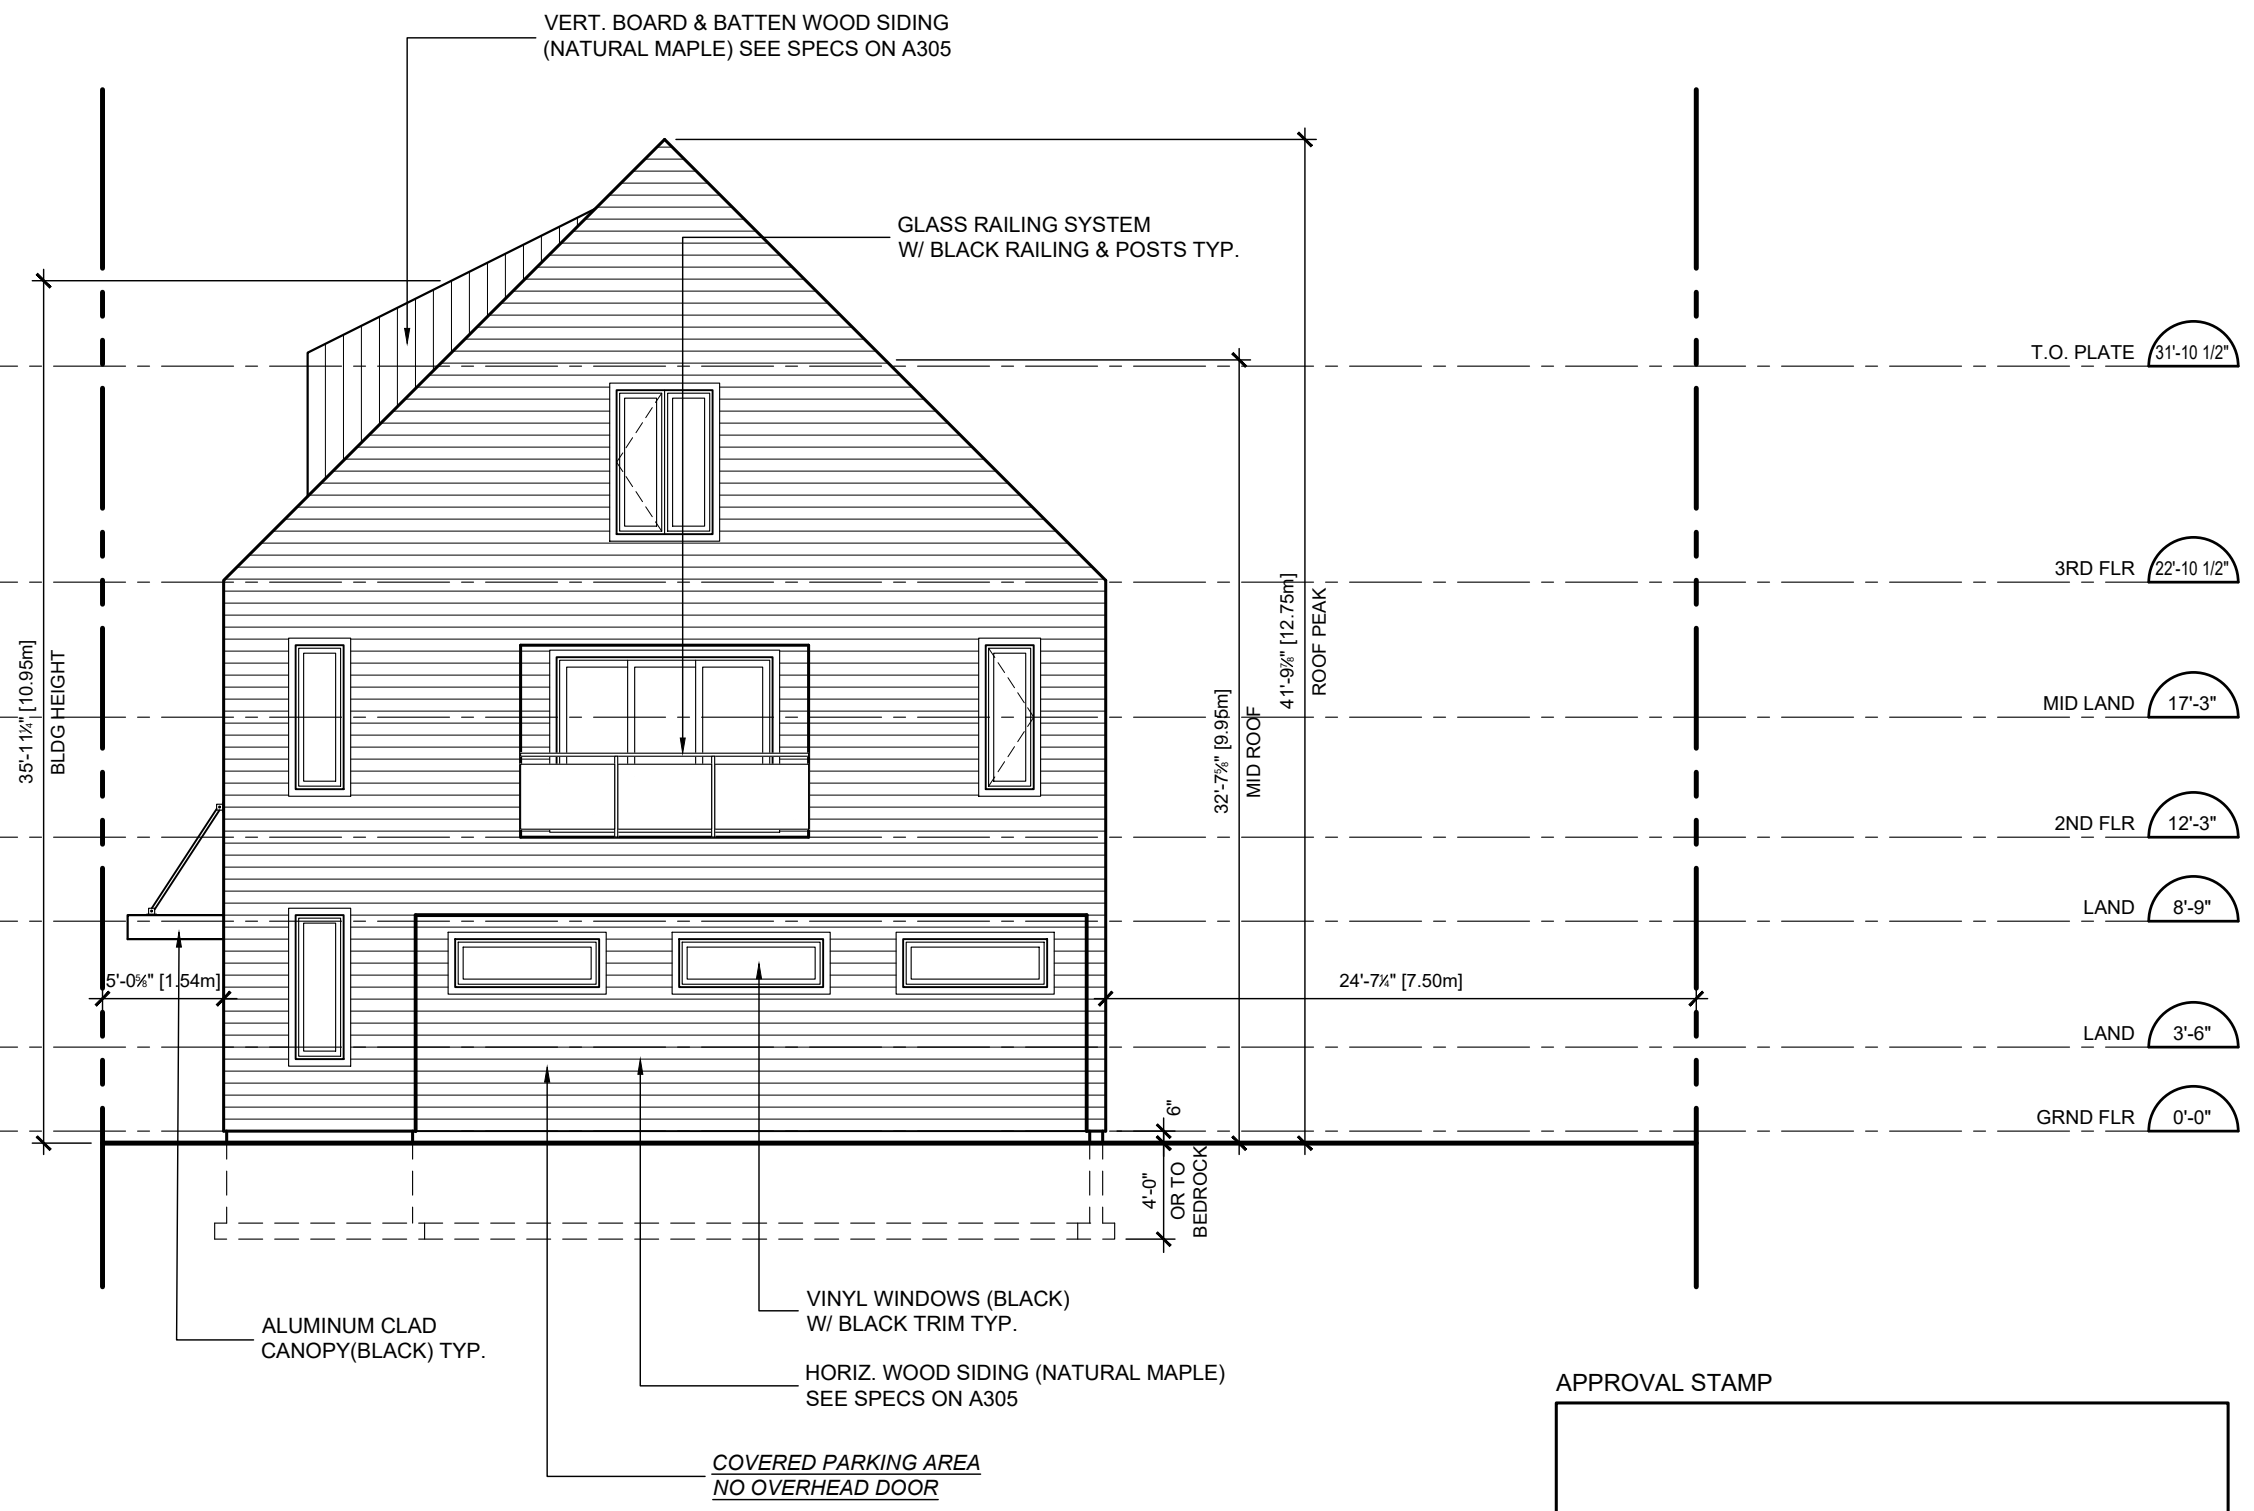 VERT. BOARD & BATTEN WOOD SIDING
(NATURAL MAPLE) SEE SPECS ON A305
GLASS RAILING SYSTEM
W/ BLACK RAILING & POSTS TYP.
T.O. PLATE 31'-10 1/2"
3RD FLR 22'-10 1/2"
MID LAND 17'-3"
2ND FLR 12'-3"
LAND 8'-9"
LAND 3'-6"
GRND FLR 0'-0"
35'-11¼" [10.95m]
BLDG HEIGHT
41'-9⅞" [12.75m]
ROOF PEAK
32'-7⅝" [9.95m]
MID ROOF
5'-0⅝" [1.54m]
24'-7¼" [7.50m]
6"
4'-0"
OR TO
BEDROCK
ALUMINUM CLAD
CANOPY(BLACK) TYP.
VINYL WINDOWS (BLACK)
W/ BLACK TRIM TYP.
HORIZ. WOOD SIDING (NATURAL MAPLE)
SEE SPECS ON A305
COVERED PARKING AREA
NO OVERHEAD DOOR
APPROVAL STAMP